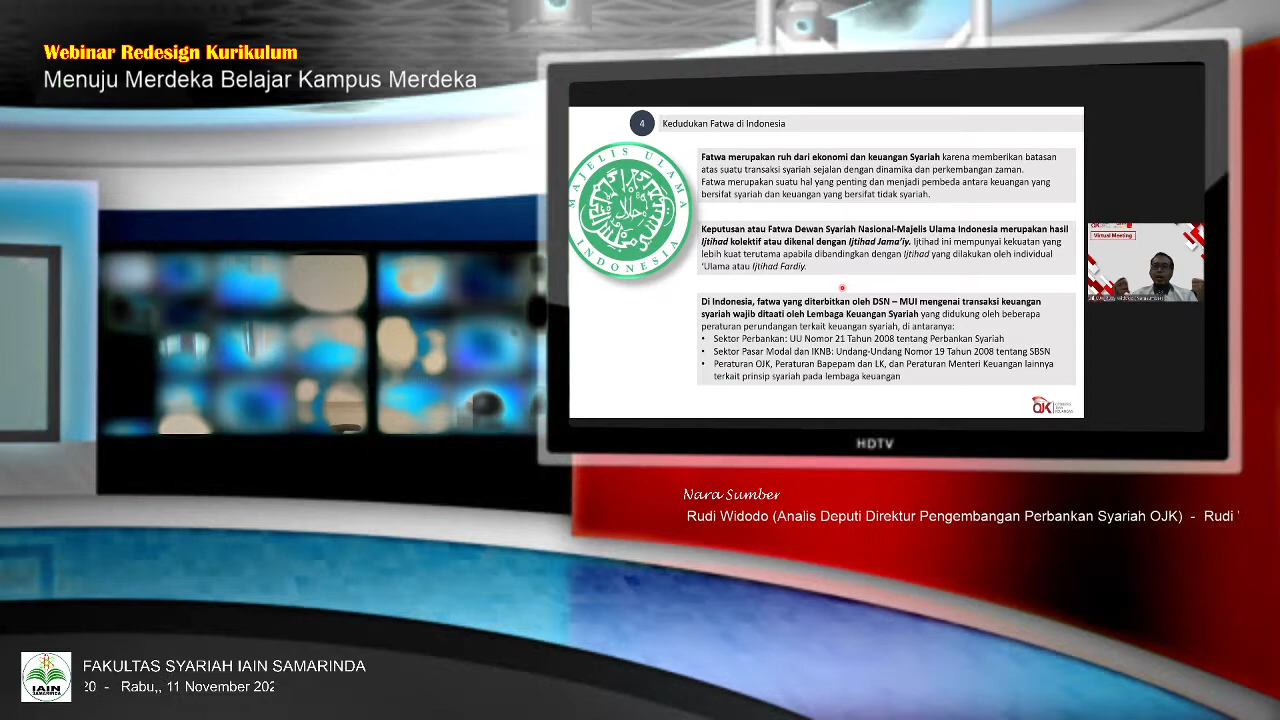 Webinar Redesign Kurikulum
Menuju Merdeka Belajar Kampus Merdeka
4
Kedudukan Fatwa di Indonesia
MAJELIS ULAMA
INDONESIA
حلال
Fatwa merupakan ruh dari ekonomi dan keuangan Syariah karena memberikan batasan
atas suatu transaksi syariah sejalan dengan dinamika dan perkembangan zaman.
Fatwa merupakan suatu hal yang penting dan menjadi pembeda antara keuangan yang
bersifat syariah dan keuangan yang bersifat tidak syariah.
Keputusan atau Fatwa Dewan Syariah Nasional-Majelis Ulama Indonesia merupakan hasil
Ijtihad kolektif atau dikenal dengan Ijtihad Jama'iy. Ijtihad ini mempunyai kekuatan yang
lebih kuat terutama apabila dibandingkan dengan Ijtihad yang dilakukan oleh individual
'Ulama atau Ijtihad Fardiy.
Di Indonesia, fatwa yang diterbitkan oleh DSN – MUI mengenai transaksi keuangan
syariah wajib ditaati oleh Lembaga Keuangan Syariah yang didukung oleh beberapa
peraturan perundangan terkait keuangan syariah, di antaranya:
• Sektor Perbankan: UU Nomor 21 Tahun 2008 tentang Perbankan Syariah
• Sektor Pasar Modal dan IKNB: Undang-Undang Nomor 19 Tahun 2008 tentang SBSN
• Peraturan OJK, Peraturan Bapepam dan LK, dan Peraturan Menteri Keuangan lainnya
terkait prinsip syariah pada lembaga keuangan
OJK
Virtual Meeting
HDTV
Nara Sumber
Rudi Widodo (Analis Deputi Direktur Pengembangan Perbankan Syariah OJK) - Rudi
IAIN
SAMARINDA
FAKULTAS SYARIAH IAIN SAMARINDA
20 - Rabu,, 11 November 202